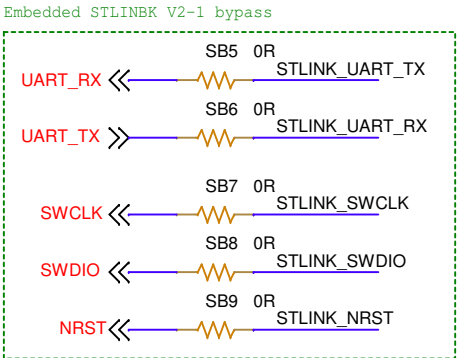 Embedded STLINBK V2-1 bypass
SB5 0R
UART_RX STLINK_UART_TX
SB6 0R
UART_TX STLINK_UART_RX
SB7 0R
SWCLK STLINK_SWCLK
SB8 0R
SWDIO STLINK_SWDIO
SB9 0R
NRST STLINK_NRST